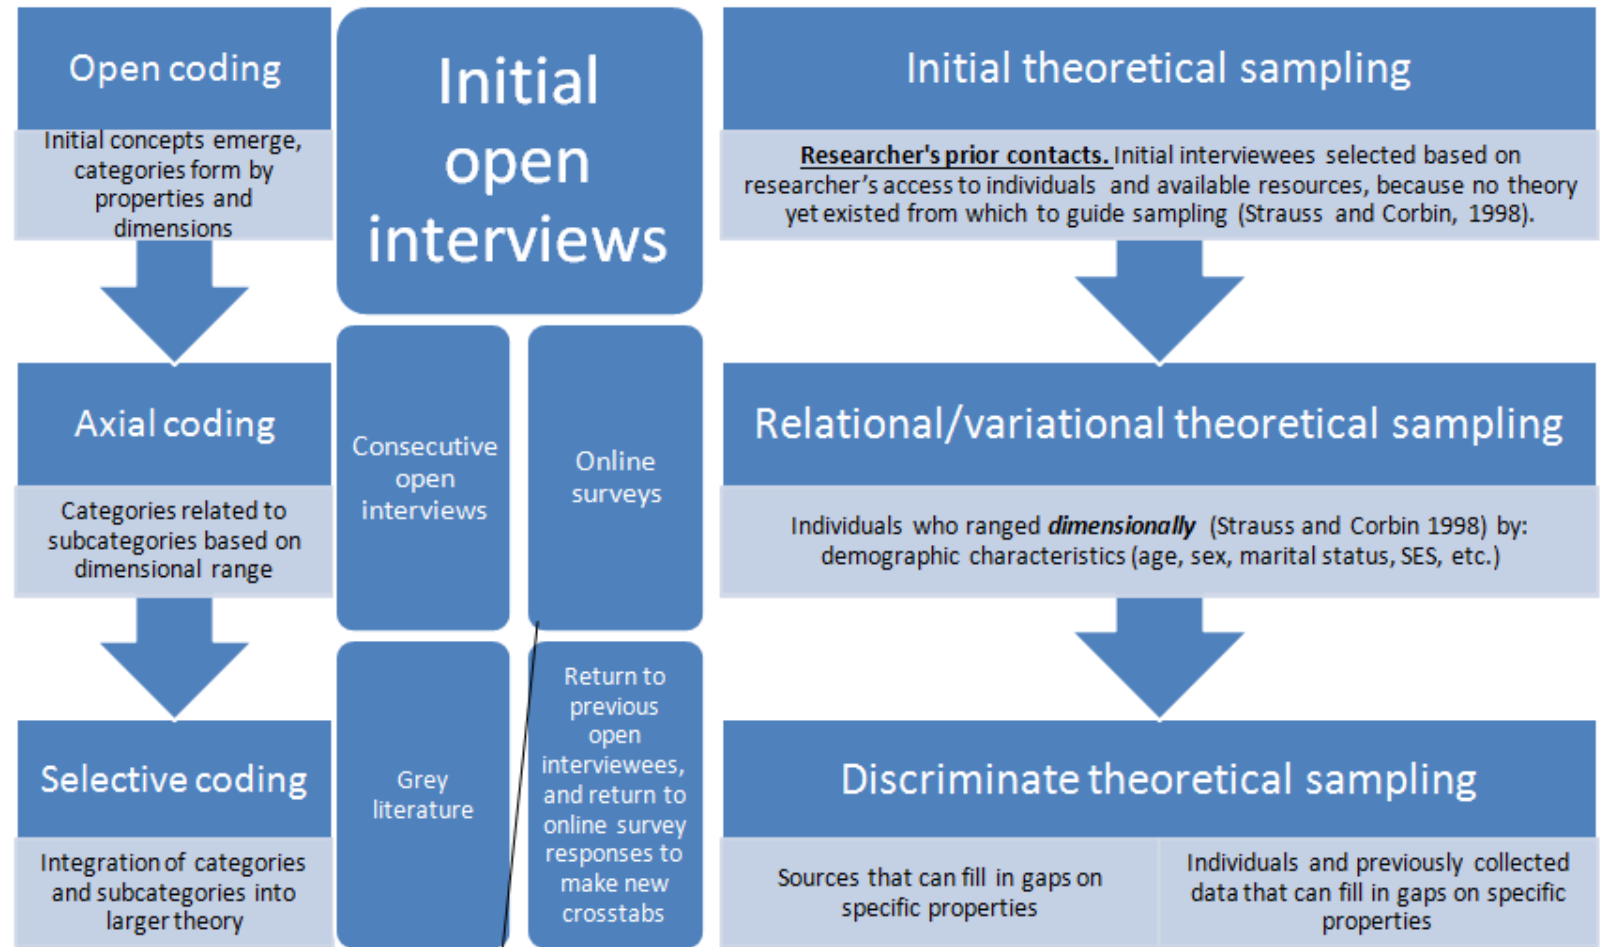 Open coding
Initial concepts emerge,
categories form by
properties and
dimensions
Axial coding
Categories related to
subcategories based on
dimensional range
Selective coding
Integration of categories
and subcategories into
larger theory
Initial
open
interviews
Consecutive
open
interviews
Online
surveys
Grey
literature
Return to
previous
open
interviewees,
and return to
online survey
responses to
make new
crosstabs
Initial theoretical sampling
Researcher's prior contacts. Initial interviewees selected based on
researcher’s access to individuals and available resources, because no theory
yet existed from which to guide sampling (Strauss and Corbin, 1998).
Relational/variational theoretical sampling
Individuals who ranged dimensionally (Strauss and Corbin 1998) by:
demographic characteristics (age, sex, marital status, SES, etc.)
Discriminate theoretical sampling
Sources that can fill in gaps on
specific properties
Individuals and previously collected
data that can fill in gaps on specific
properties